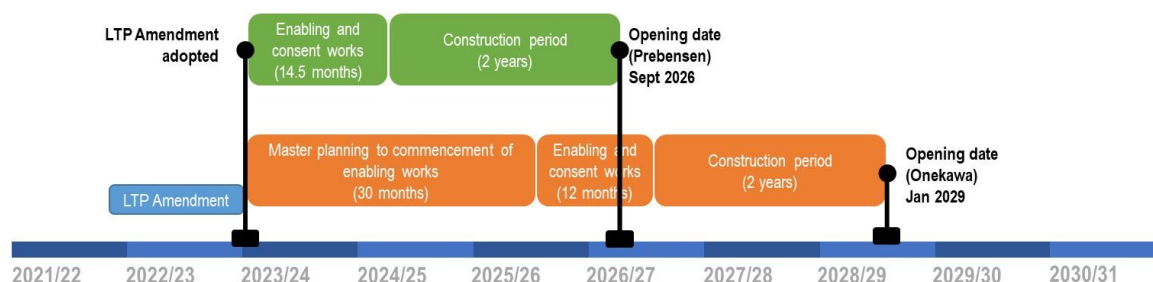 LTP Amendment
adopted
Enabling and
consent works
(14.5 months)
Construction period
(2 years)
Opening date
(Prebensen)
Sept 2026
Master planning to commencement of
enabling works
(30 months)
Enabling and
consent works
(12 months)
Construction period
(2 years)
Opening date
(Onekawa)
Jan 2029
LTP Amendment
2021/22 2022/23 2023/24 2024/25 2025/26 2026/27 2027/28 2028/29 2029/30 2030/31